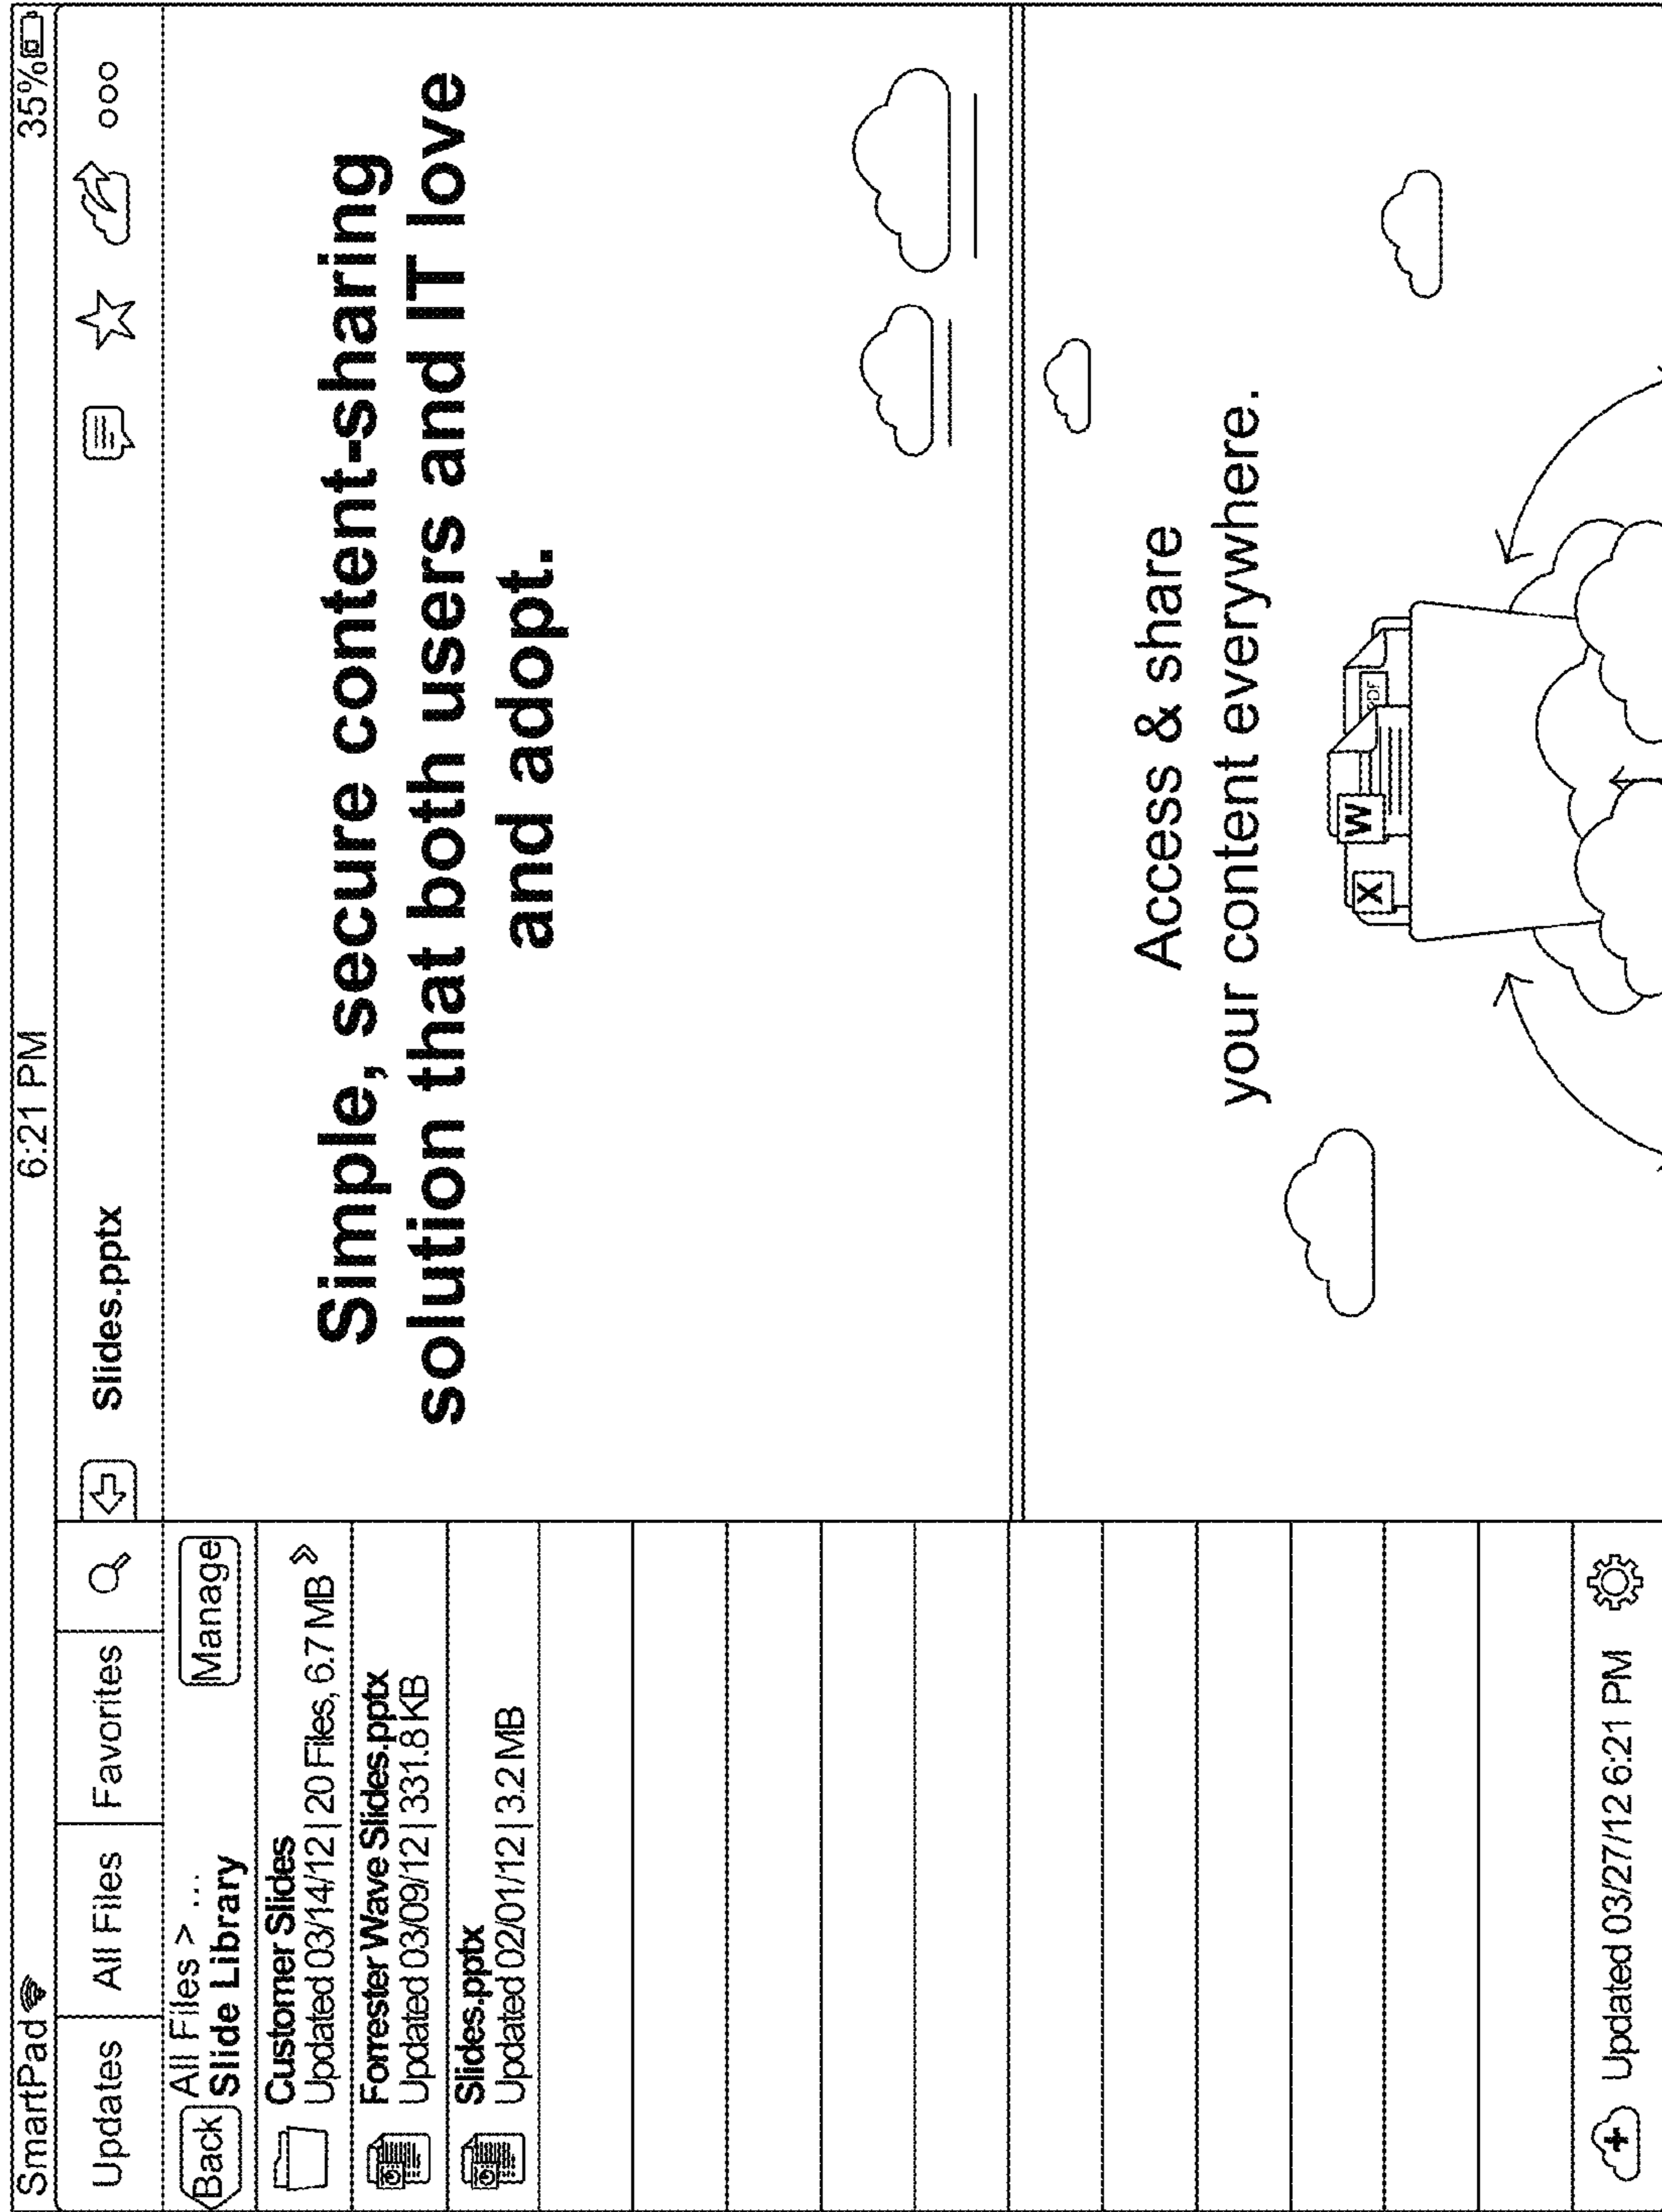 SmartPad
6:21 PM
35%
Updates
All Files
Favorites
Back
All Files > ...
Slide Library
Manage
Customer Slides
Updated 03/14/12 | 20 Files, 6.7 MB
Forrester Wave Slides.pptx
Updated 03/09/12 | 331.8 KB
Slides.pptx
Updated 02/01/12 | 3.2 MB
Updated 03/27/12 6:21 PM
Slides.pptx
Simple, secure content-sharing
solution that both users and IT love
and adopt.
Access & share
your content everywhere.
X
W
PDF